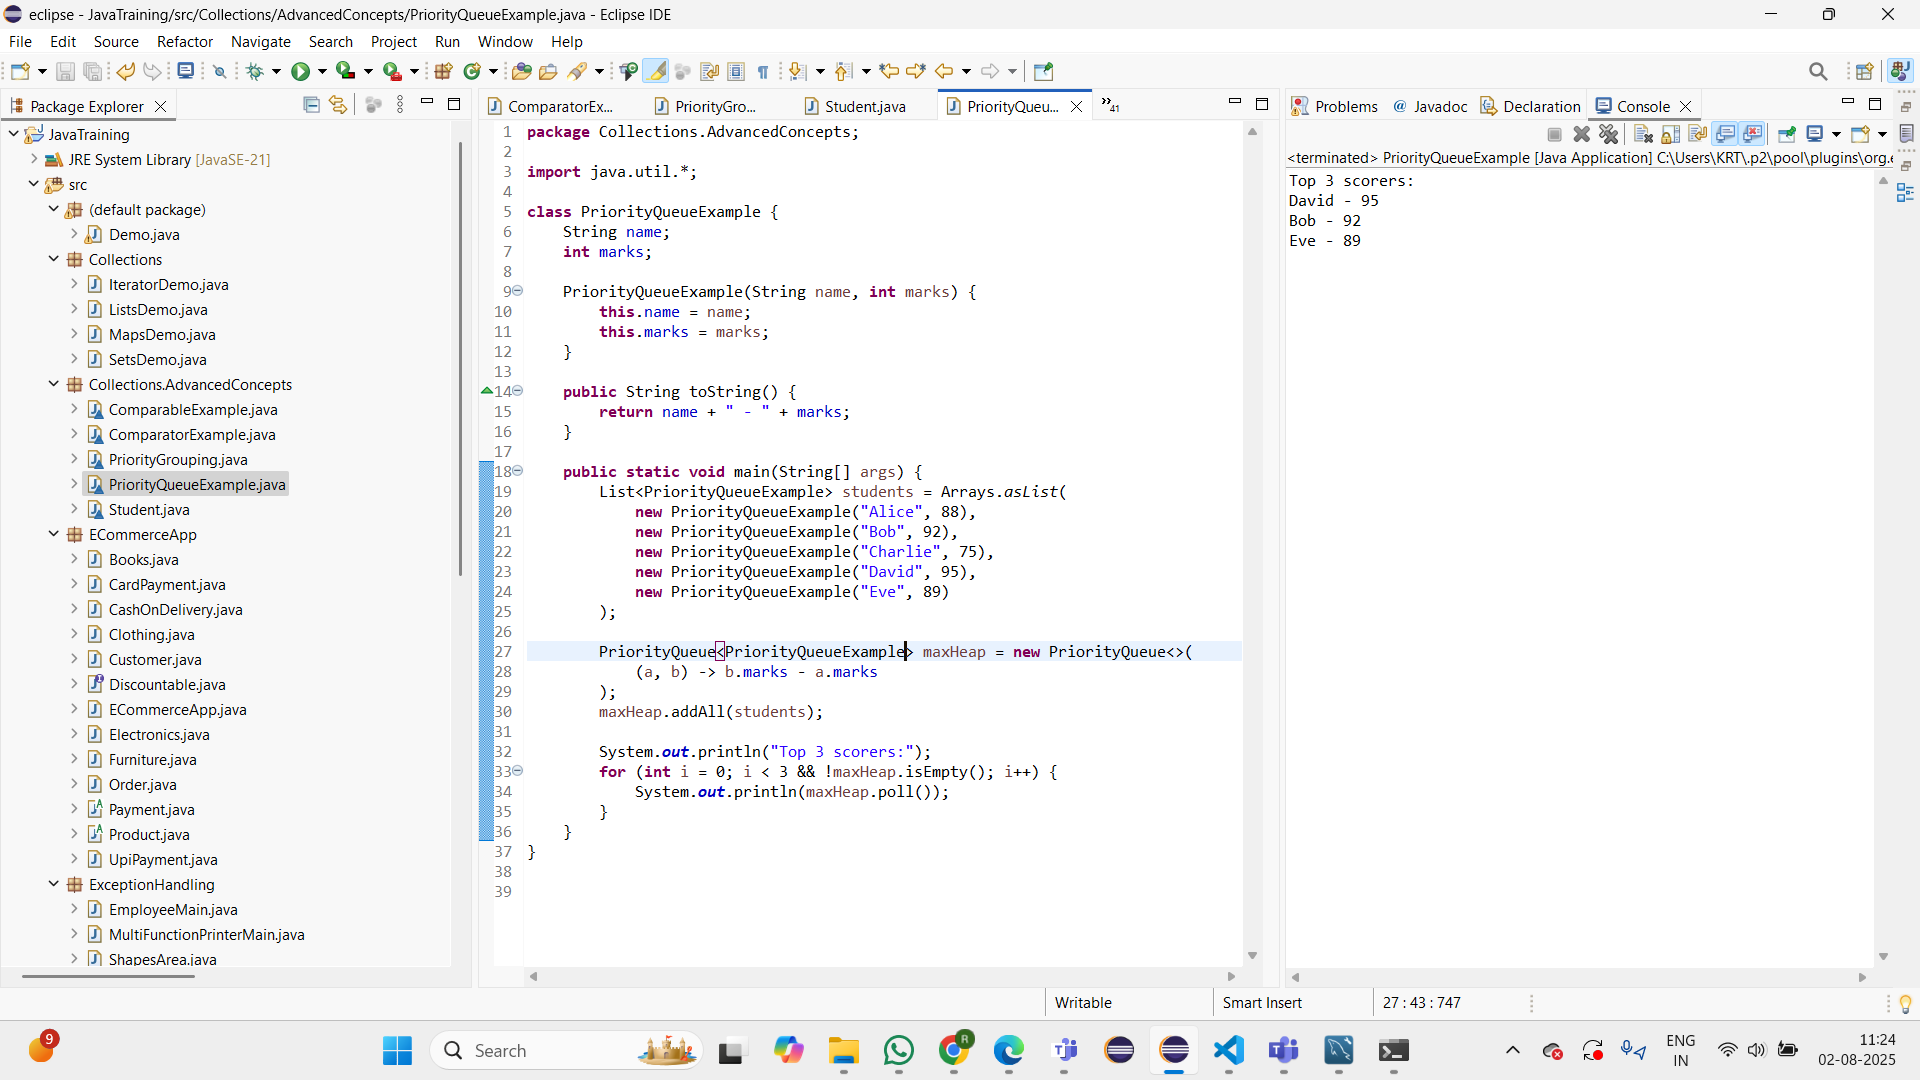 eclipse - JavaTraining/src/Collections/AdvancedConcepts/PriorityQueueExample.java - Eclipse IDE
File Edit Source Refactor Navigate Search Project Run Window Help
Package Explorer
JavaTraining
JRE System Library [JavaSE-21]
src
(default package)
Demo.java
Collections
IteratorDemo.java
ListsDemo.java
MapsDemo.java
SetsDemo.java
Collections.AdvancedConcepts
ComparableExample.java
ComparatorExample.java
PriorityGrouping.java
PriorityQueueExample.java
Student.java
ECommerceApp
Books.java
CardPayment.java
CashOnDelivery.java
Clothing.java
Customer.java
Discountable.java
ECommerceApp.java
Electronics.java
Furniture.java
Order.java
Payment.java
Product.java
UpiPayment.java
ExceptionHandling
EmployeeMain.java
MultiFunctionPrinterMain.java
ShapesArea.java
ComparatorEx... PriorityGro... Student.java PriorityQueu... »41
1 package Collections.AdvancedConcepts;
2
3 import java.util.*;
4
5 class PriorityQueueExample {
6 String name;
7 int marks;
8
9 PriorityQueueExample(String name, int marks) {
10 this.name = name;
11 this.marks = marks;
12 }
13
14 public String toString() {
15 return name + " - " + marks;
16 }
17
18 public static void main(String[] args) {
19 List<PriorityQueueExample> students = Arrays.asList(
20 new PriorityQueueExample("Alice", 88),
21 new PriorityQueueExample("Bob", 92),
22 new PriorityQueueExample("Charlie", 75),
23 new PriorityQueueExample("David", 95),
24 new PriorityQueueExample("Eve", 89)
25 );
26
27 PriorityQueue<PriorityQueueExample> maxHeap = new PriorityQueue<>(
28 (a, b) -> b.marks - a.marks
29 );
30 maxHeap.addAll(students);
31
32 System.out.println("Top 3 scorers:");
33 for (int i = 0; i < 3 && !maxHeap.isEmpty(); i++) {
34 System.out.println(maxHeap.poll());
35 }
36 }
37 }
38
39
Problems @ Javadoc Declaration Console
<terminated> PriorityQueueExample [Java Application] C:\Users\KRT\.p2\pool\plugins\org.e
Top 3 scorers:
David - 95
Bob - 92
Eve - 89
Writable Smart Insert 27 : 43 : 747
9
Search
R
ENG
IN
11:24
02-08-2025